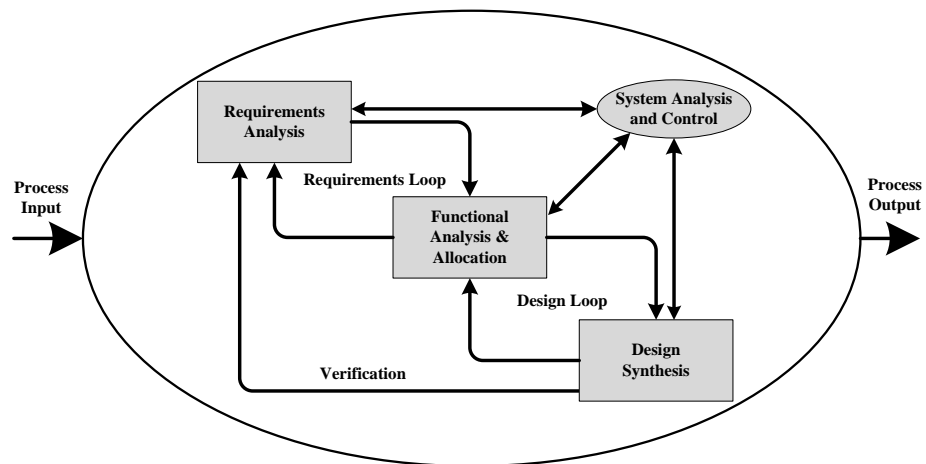 Requirements
Analysis
System Analysis
and Control
Requirements Loop
Process
Input
Functional
Analysis &
Allocation
Process
Output
Design Loop
Design
Synthesis
Verification